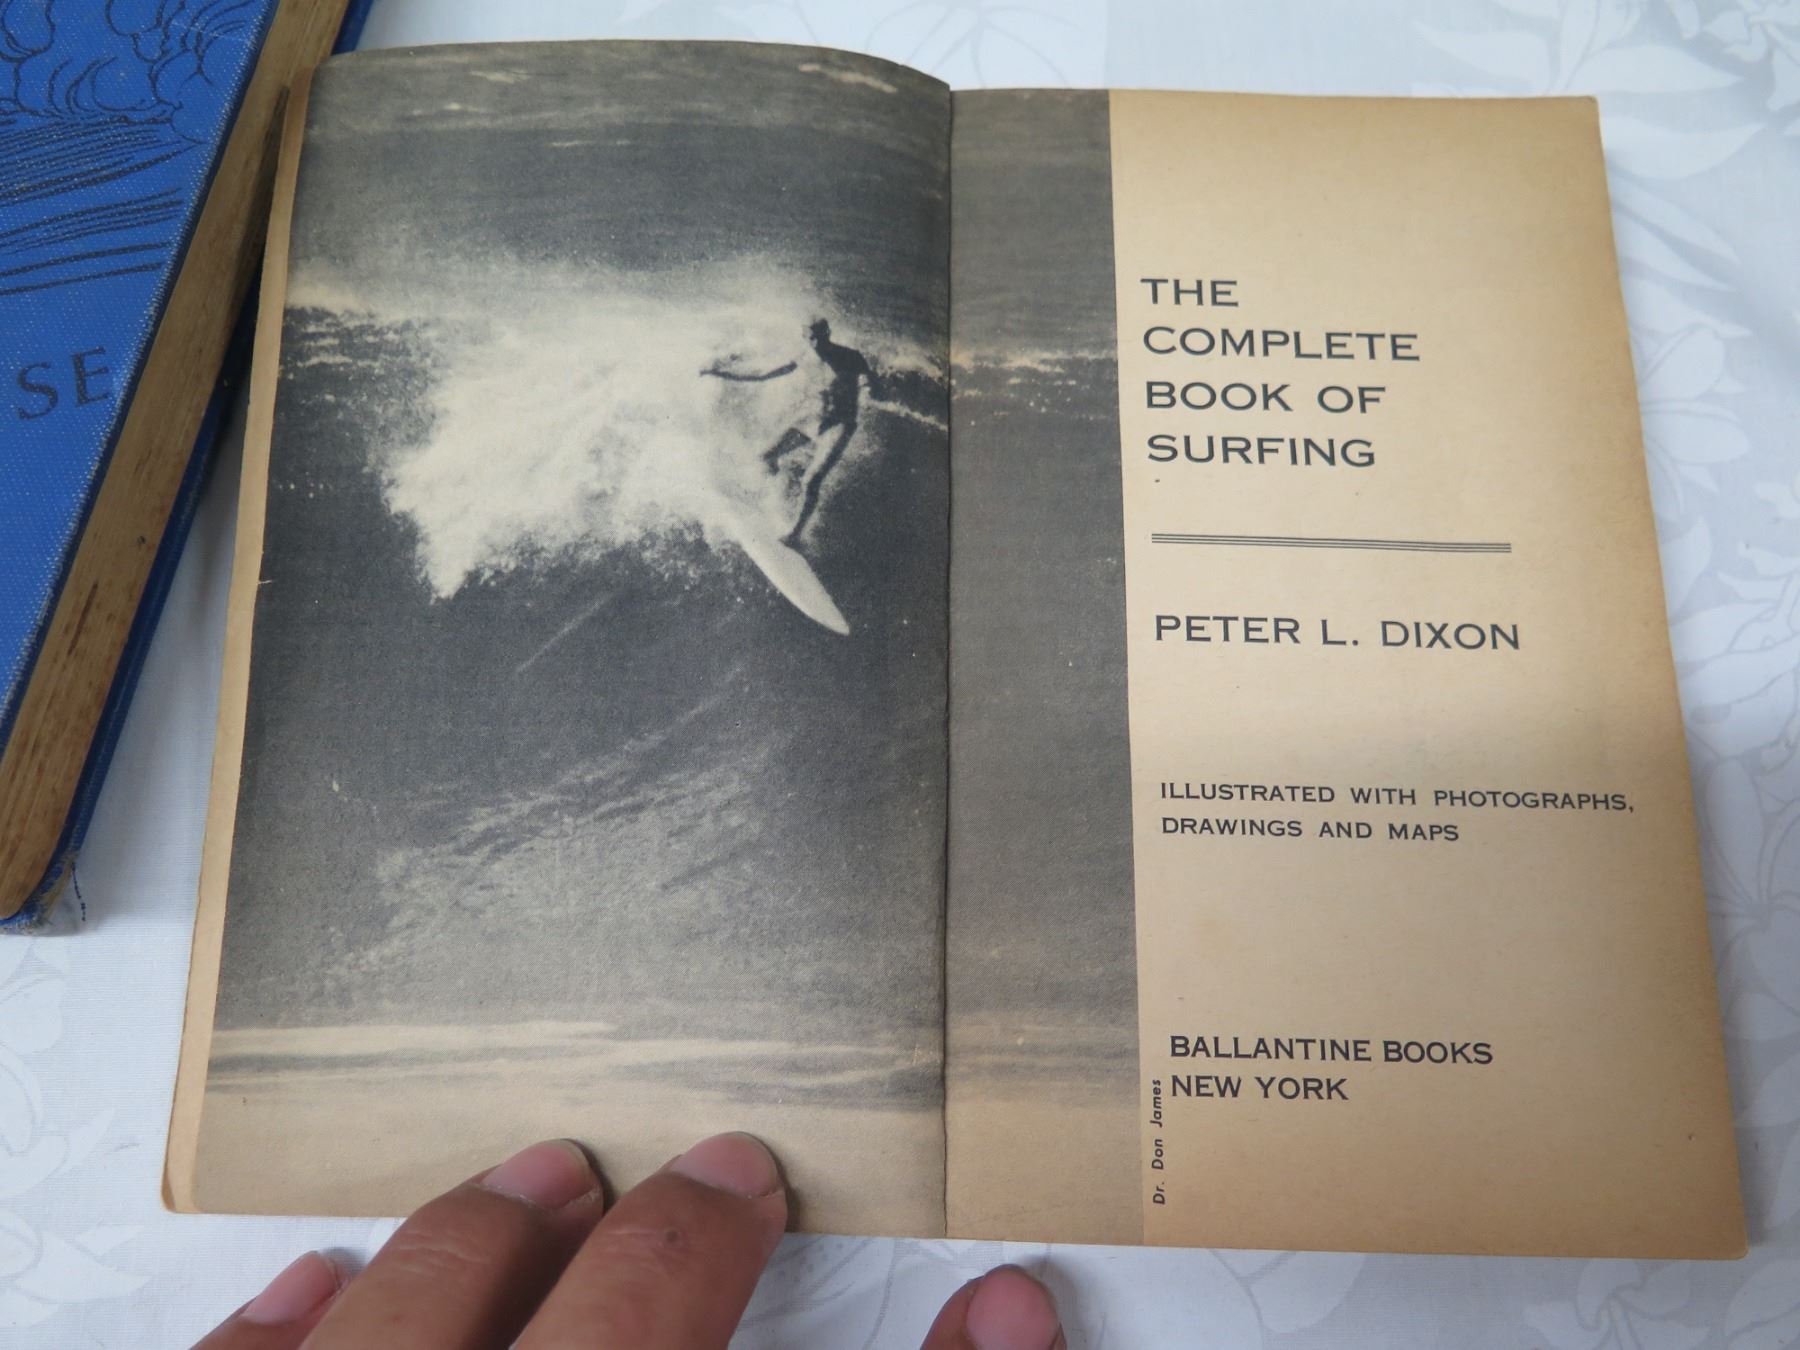 SE
THE
COMPLETE
BOOK OF
SURFING
PETER L. DIXON
ILLUSTRATED WITH PHOTOGRAPHS,
DRAWINGS AND MAPS
BALLANTINE BOOKS
NEW YORK
Dr. Don James